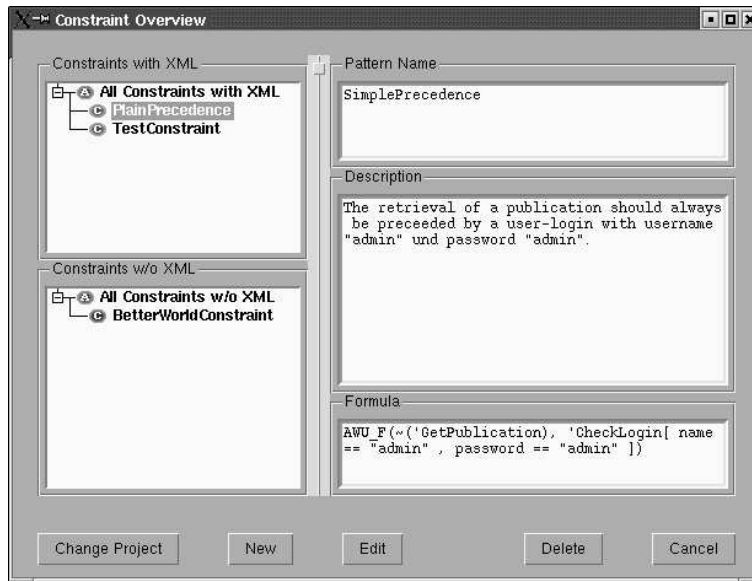 Constraint Overview
Constraints with XML
All Constraints with XML
PlainPrecedence
TestConstraint
Constraints w/o XML
All Constraints w/o XML
BetterWorldConstraint
Pattern Name
SimplePrecedence
Description
The retrieval of a publication should always
be preceeded by a user-login with username
"admin" und password "admin".
Formula
AWU_F(~('GetPublication), 'CheckLogin[ name
== "admin" , password == "admin" ])
Change Project
New
Edit
Delete
Cancel